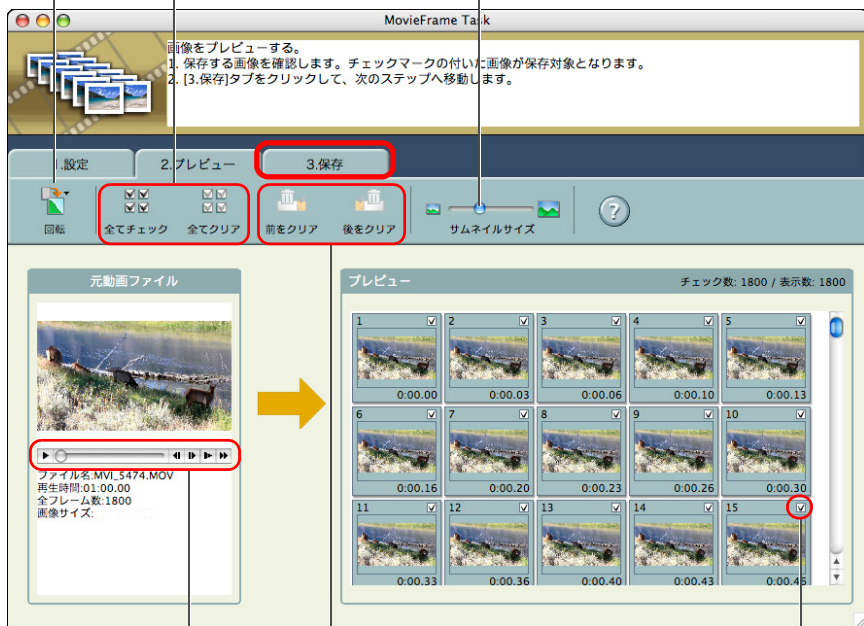 MovieFrame Task
画像をプレビューする。
1. 保存する画像を確認します。チェックマークの付いた画像が保存対象となります。
2. [3.保存]タブをクリックして、次のステップへ移動します。
1.設定
2.プレビュー
3.保存
回転
全てチェック
全てクリア
前をクリア
後をクリア
サムネイルサイズ
?
元動画ファイル
ファイル名:MVI_5474.MOV
再生時間:01:00.00
全フレーム数:1800
画像サイズ:
プレビュー
チェック数: 1800 / 表示数: 1800
1 2 3 4 5
0:00.00 0:00.03 0:00.06 0:00.10 0:00.13
6 7 8 9 10
0:00.16 0:00.20 0:00.23 0:00.26 0:00.30
11 12 13 14 15
0:00.33 0:00.36 0:00.40 0:00.43 0:00.46